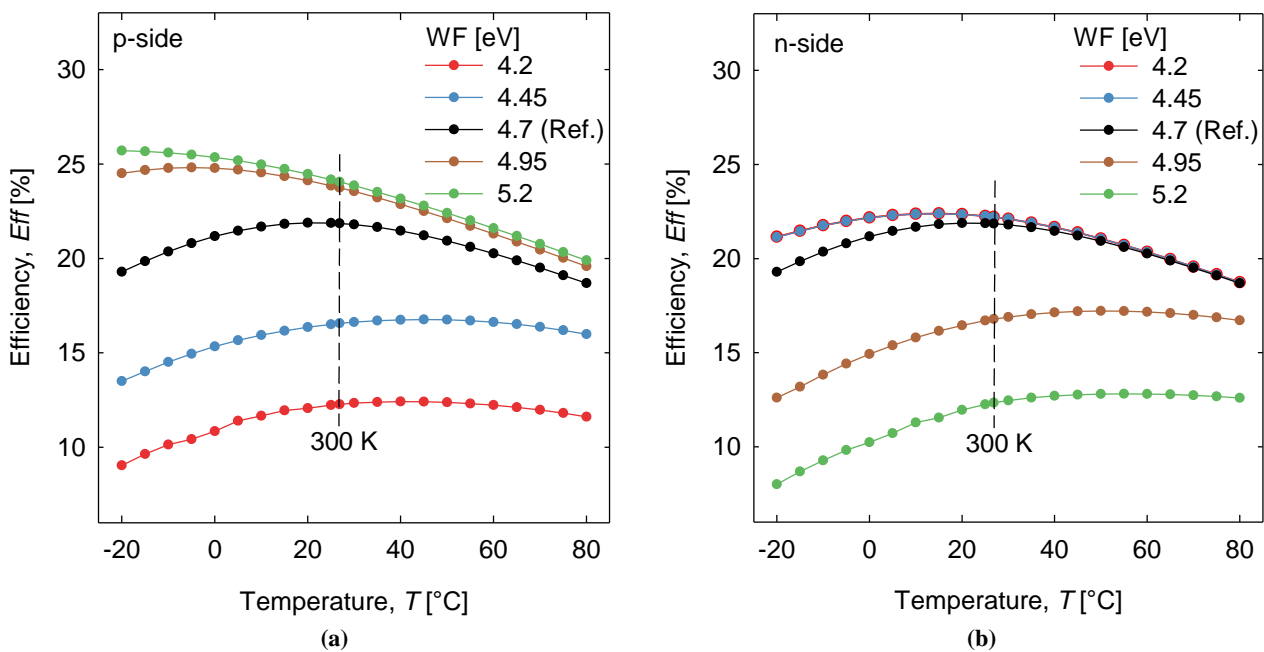 p-side
WF [eV]
4.2
4.45
4.7 (Ref.)
4.95
5.2
30
25
20
15
10
300 K
-20 0 20 40 60 80
Efficiency, Eff [%]
Temperature, T [°C]
(a)
n-side
WF [eV]
4.2
4.45
4.7 (Ref.)
4.95
5.2
30
25
20
15
10
300 K
-20 0 20 40 60 80
Efficiency, Eff [%]
Temperature, T [°C]
(b)